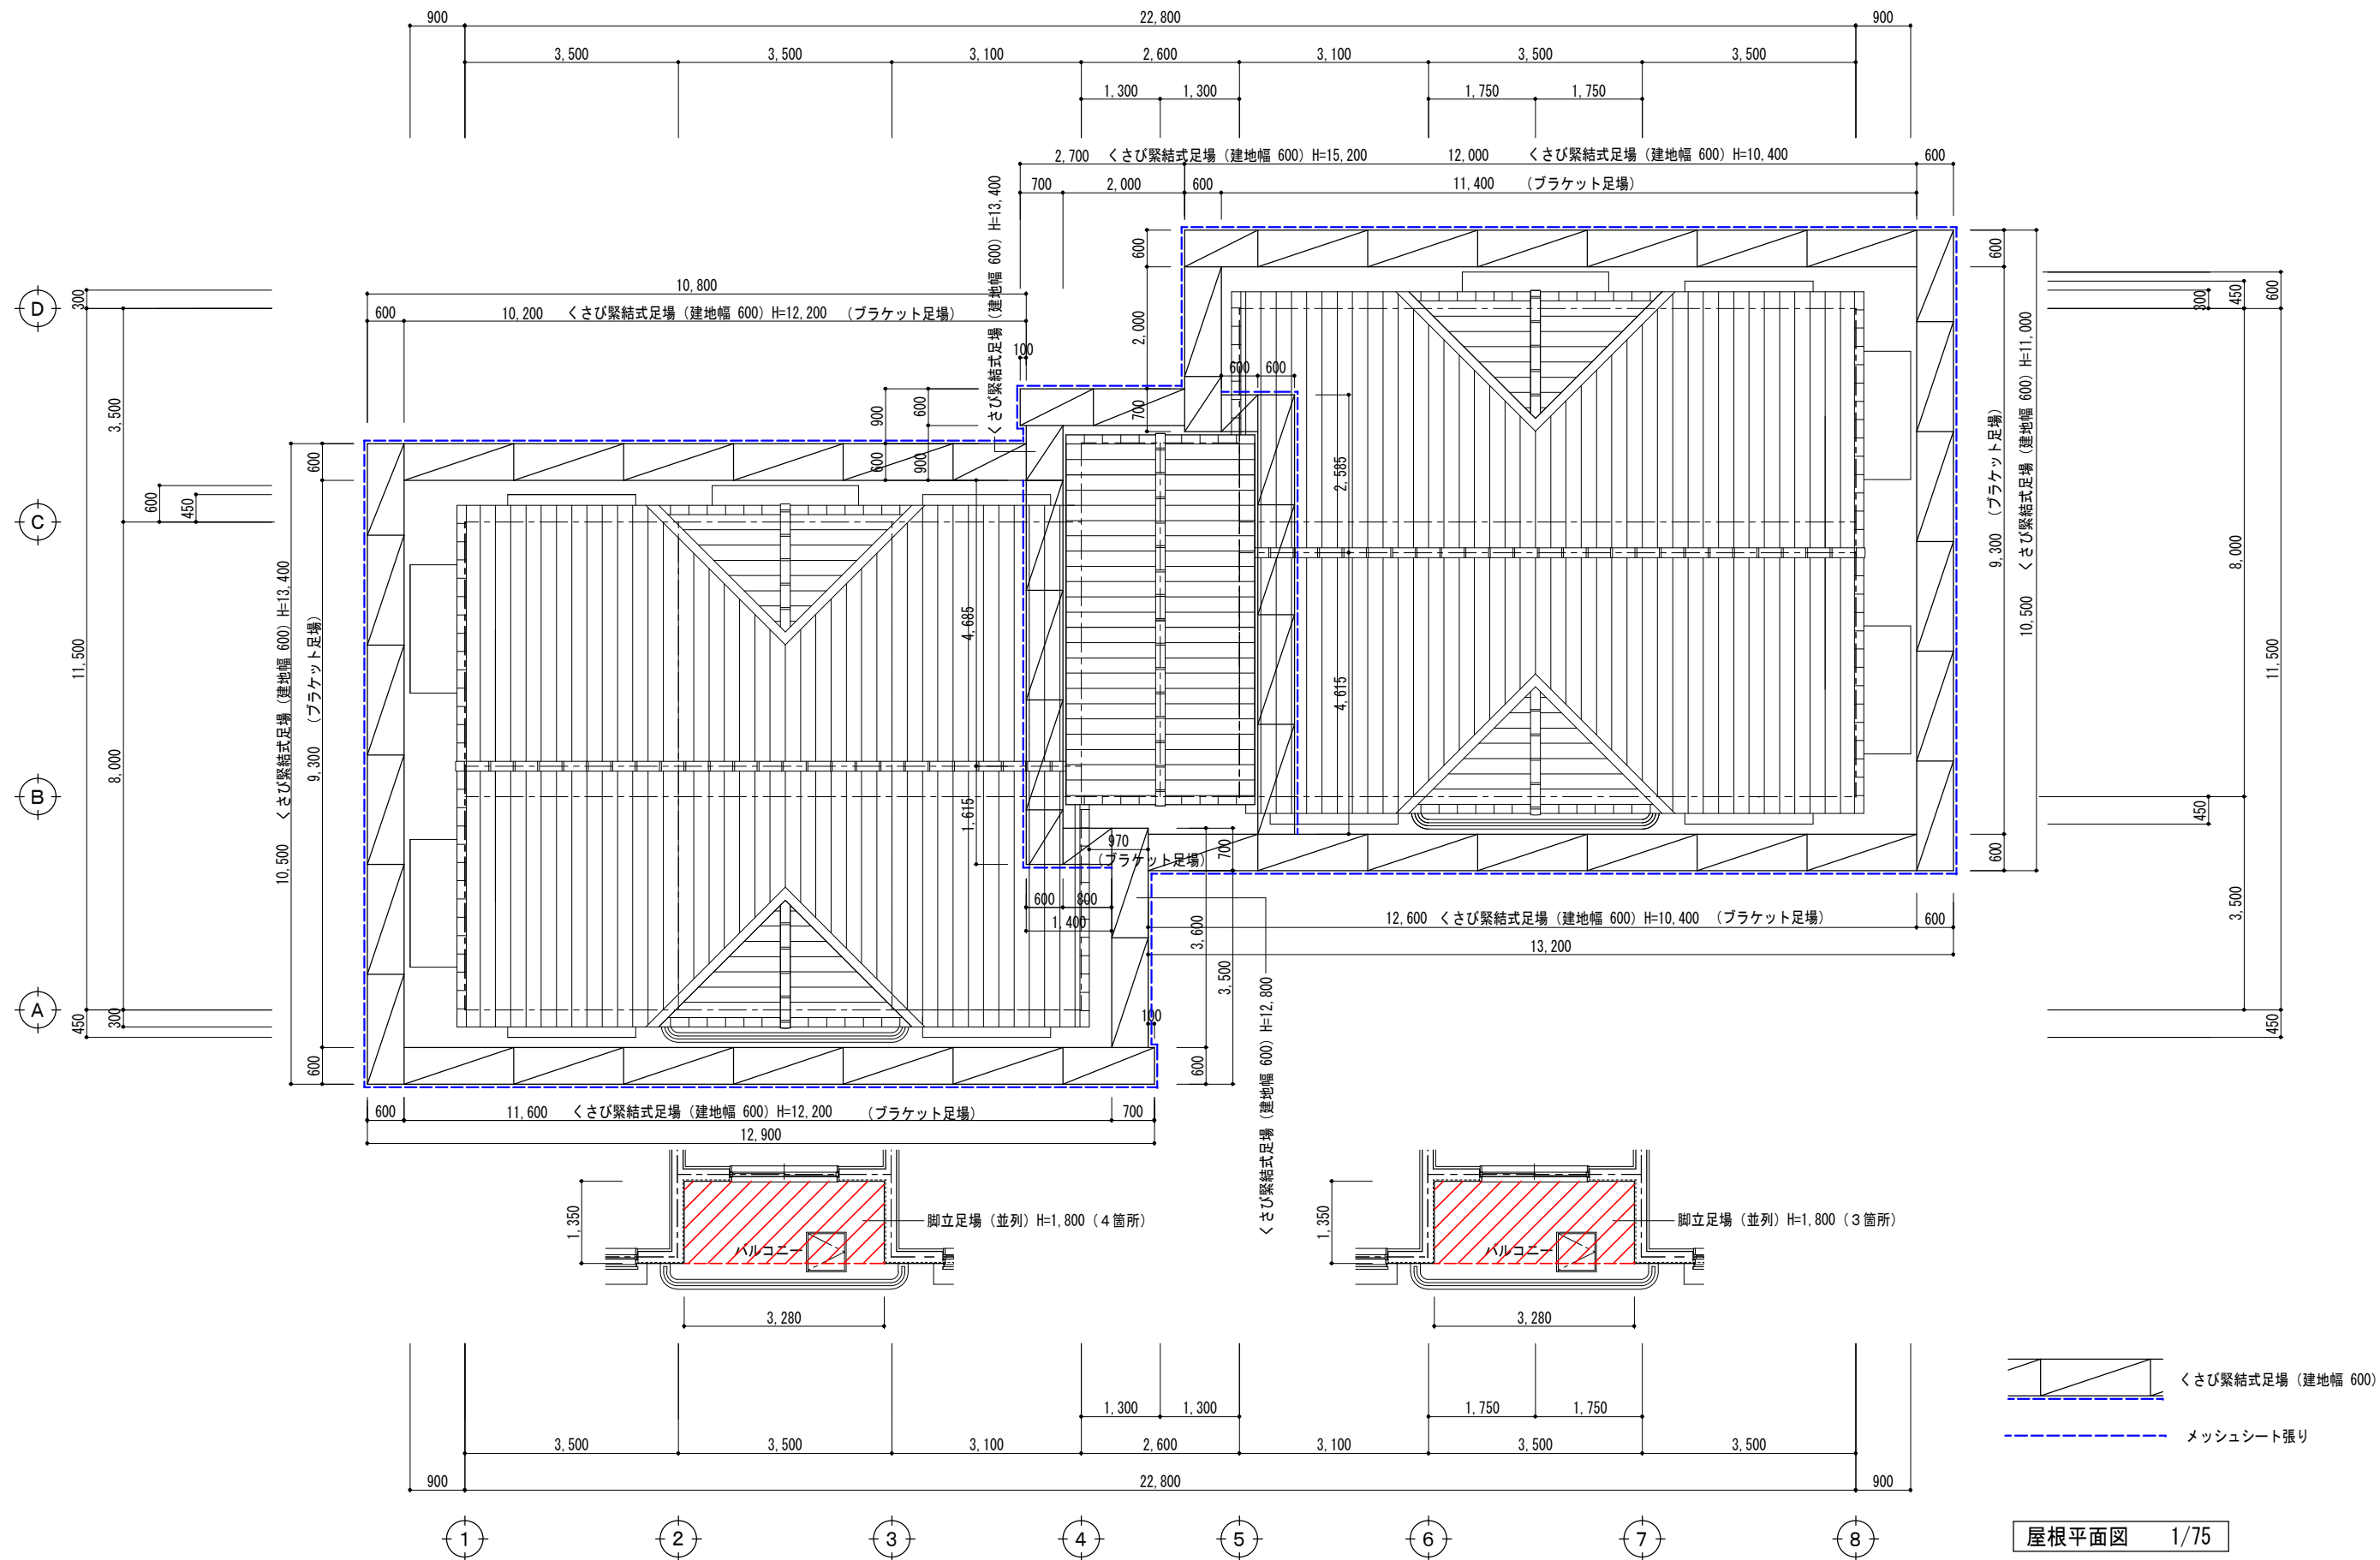 900 22,800 900
3,500 3,500 3,100 2,600 3,100 3,500 3,500
1,300 1,300 1,750 1,750
2,700 くさび緊結式足場（建地幅 600）H=15,200 12,000 くさび緊結式足場（建地幅 600）H=10,400 600
700 2,000 600 11,400 （ブラケット足場）
くさび緊結式足場（建地幅 600）H=13,400
10,800
600 10,200 くさび緊結式足場（建地幅 600）H=12,200 （ブラケット足場）
100
600
2,000
700
600 600
900 600
600 900
D
C
B
A
300
3,500
11,500
8,000
450
300
600
450
10,500 くさび緊結式足場（建地幅 600）H=13,400
600
9,300 （ブラケット足場）
600
4,685
1,615
2,585
4,615
600
9,300 （ブラケット足場）
600
10,500 くさび緊結式足場（建地幅 600）H=11,000
300
450
600
8,000
11,500
450
3,500
450
970
（ブラケット足場）
700
600 800
1,400
3,600
3,500
100
600
12,600 くさび緊結式足場（建地幅 600）H=10,400 （ブラケット足場） 600
13,200
くさび緊結式足場（建地幅 600）H=12,800
600 11,600 くさび緊結式足場（建地幅 600）H=12,200 （ブラケット足場） 700
12,900
1,350
脚立足場（並列）H=1,800（４箇所）
バルコニー
3,280
1,350
脚立足場（並列）H=1,800（３箇所）
バルコニー
3,280
くさび緊結式足場（建地幅 600）
メッシュシート張り
1,300 1,300 1,750 1,750
3,500 3,500 3,100 2,600 3,100 3,500 3,500
900 22,800 900
1 2 3 4 5 6 7 8
屋根平面図 1/75